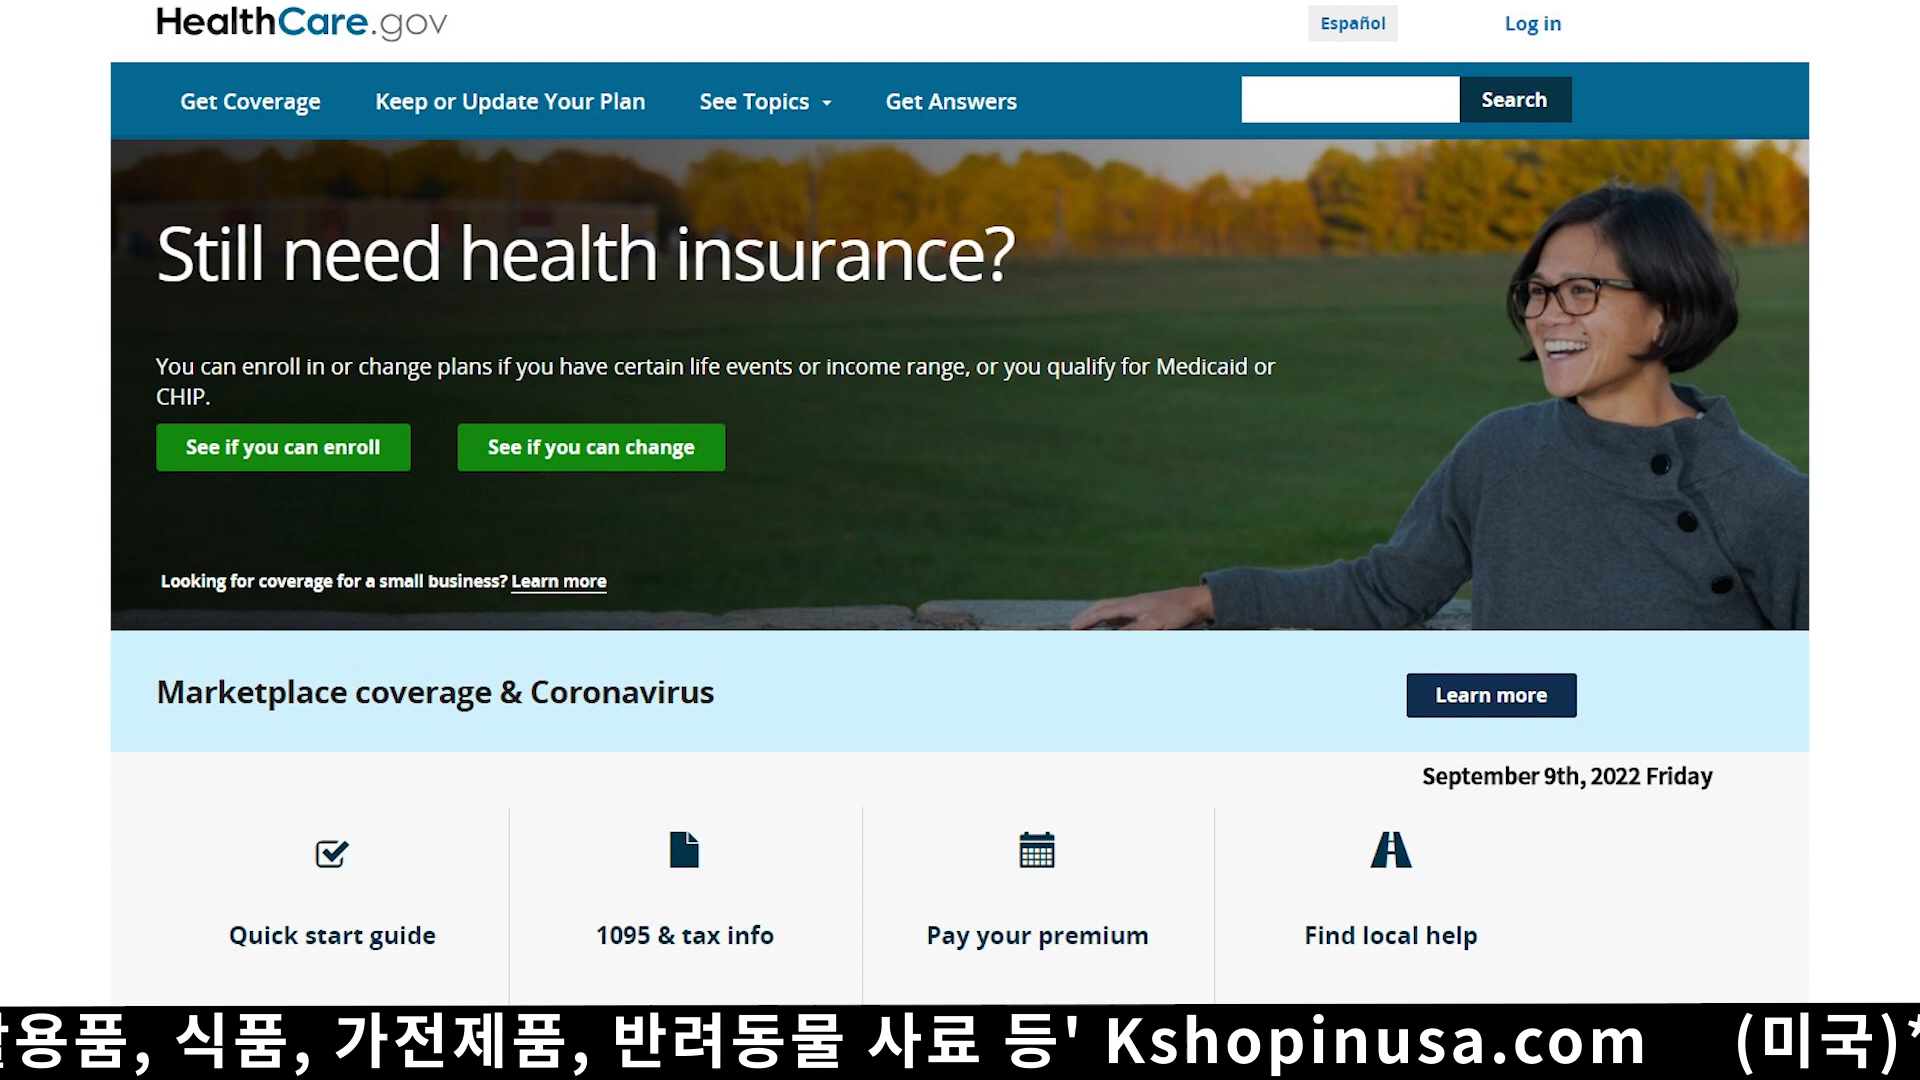 HealthCare.gov
Español
Log in
Get Coverage
Keep or Update Your Plan
See Topics
Get Answers
Search
Still need health insurance?
You can enroll in or change plans if you have certain life events or income range, or you qualify for Medicaid or
CHIP.
See if you can enroll
See if you can change
Looking for coverage for a small business? Learn more
Marketplace coverage & Coronavirus
Learn more
September 9th, 2022 Friday
Quick start guide
1095 & tax info
Pay your premium
Find local help
용품, 식품, 가전제품, 반려동물 사료 등' Kshopinusa.com (미국)*